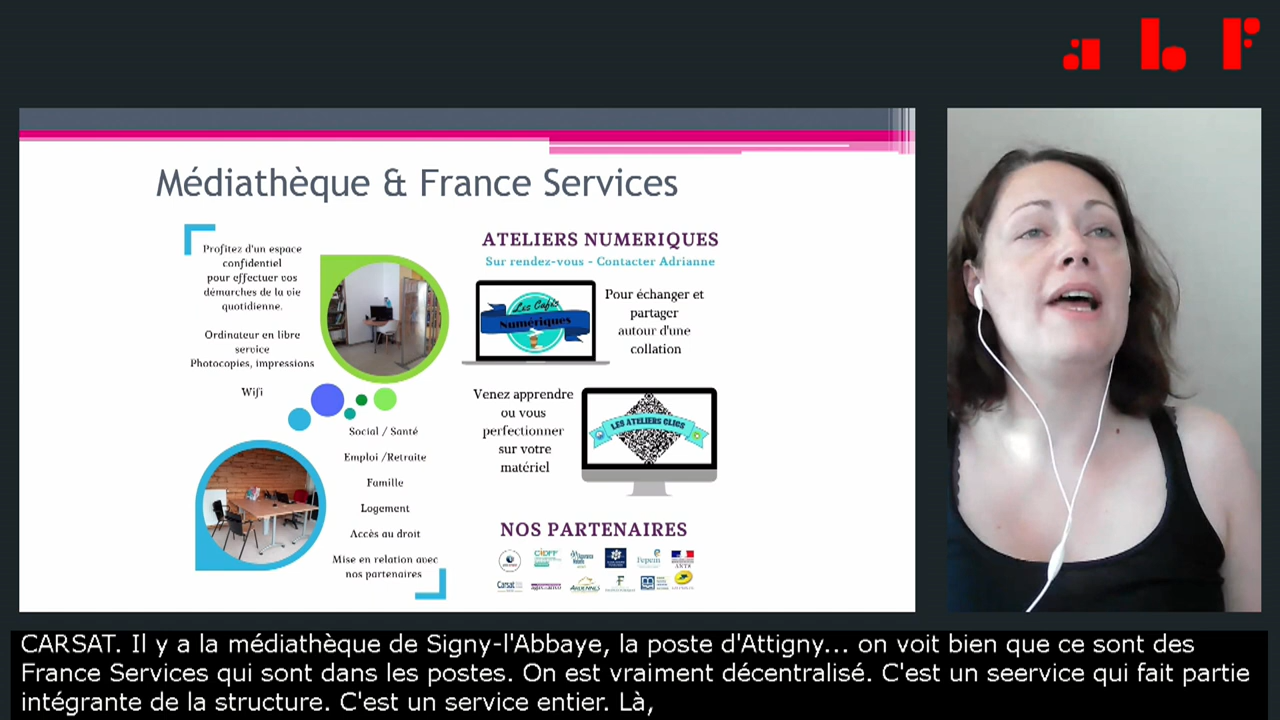 abf
Médiathèque & France Services
Profitez d'un espace
confidentiel
pour effectuer vos
démarches de la vie
quotidienne.
Ordinateur en libre
service
Photocopies, impressions
Wifi
Social / Santé
Emploi /Retraite
Famille
Logement
Accès au droit
Mise en relation avec
nos partenaires
ATELIERS NUMERIQUES
Sur rendez-vous - Contacter Adrianne
Les Cafés
Numériques
Pour échanger et
partager
autour d'une
collation
Venez apprendre
ou vous
perfectionner
sur votre
matériel
LES ATELIERS CLICS
NOS PARTENAIRES
CIDFF
l'epem
Carsat
ARDENNES
CARSAT. Il y a la médiathèque de Signy-l'Abbaye, la poste d'Attigny... on voit bien que ce sont des
France Services qui sont dans les postes. On est vraiment décentralisé. C'est un seervice qui fait partie
intégrante de la structure. C'est un service entier. Là,